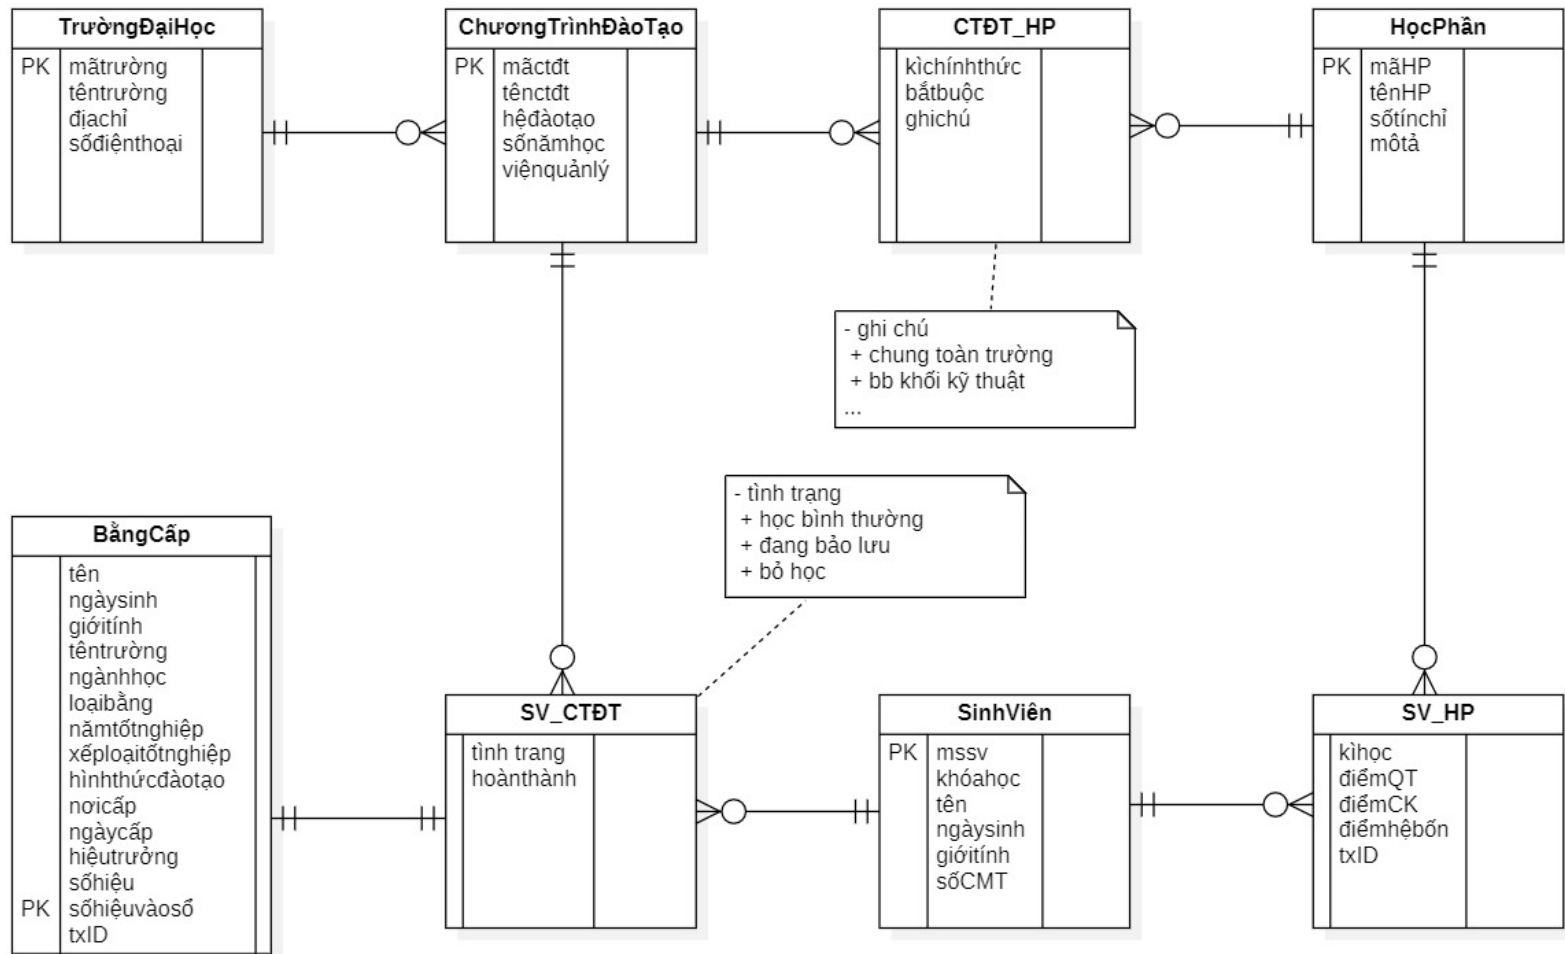 TrườngĐạiHọc
PK mãtrường
têntrường
địachỉ
sốđiệnthoại
ChươngTrìnhĐàoTạo
PK mãctđt
tênctđt
hệđàotạo
sốnămhọc
việnquảnlý
CTĐT_HP
kìchínhthức
bắtbuộc
ghichú
HọcPhần
PK mãHP
tênHP
sốtínchỉ
môtả
- ghi chú
+ chung toàn trường
+ bb khối kỹ thuật
...
- tình trạng
+ học bình thường
+ đang bảo lưu
+ bỏ học
BằngCấp
tên
ngàysinh
giớitính
têntrường
ngànhhọc
loạibằng
nămtốtnghiệp
xếploạitốtnghiệp
hìnhthứcđàotạo
nơicấp
ngàycấp
hiệutrưởng
sốhiệu
PK sốhiệuvàosổ
txID
SV_CTĐT
tình trang
hoànthành
SinhViên
PK mssv
khóahọc
tên
ngàysinh
giớitính
sốCMT
SV_HP
kìhọc
điểmQT
điểmCK
điểmhệbốn
txID